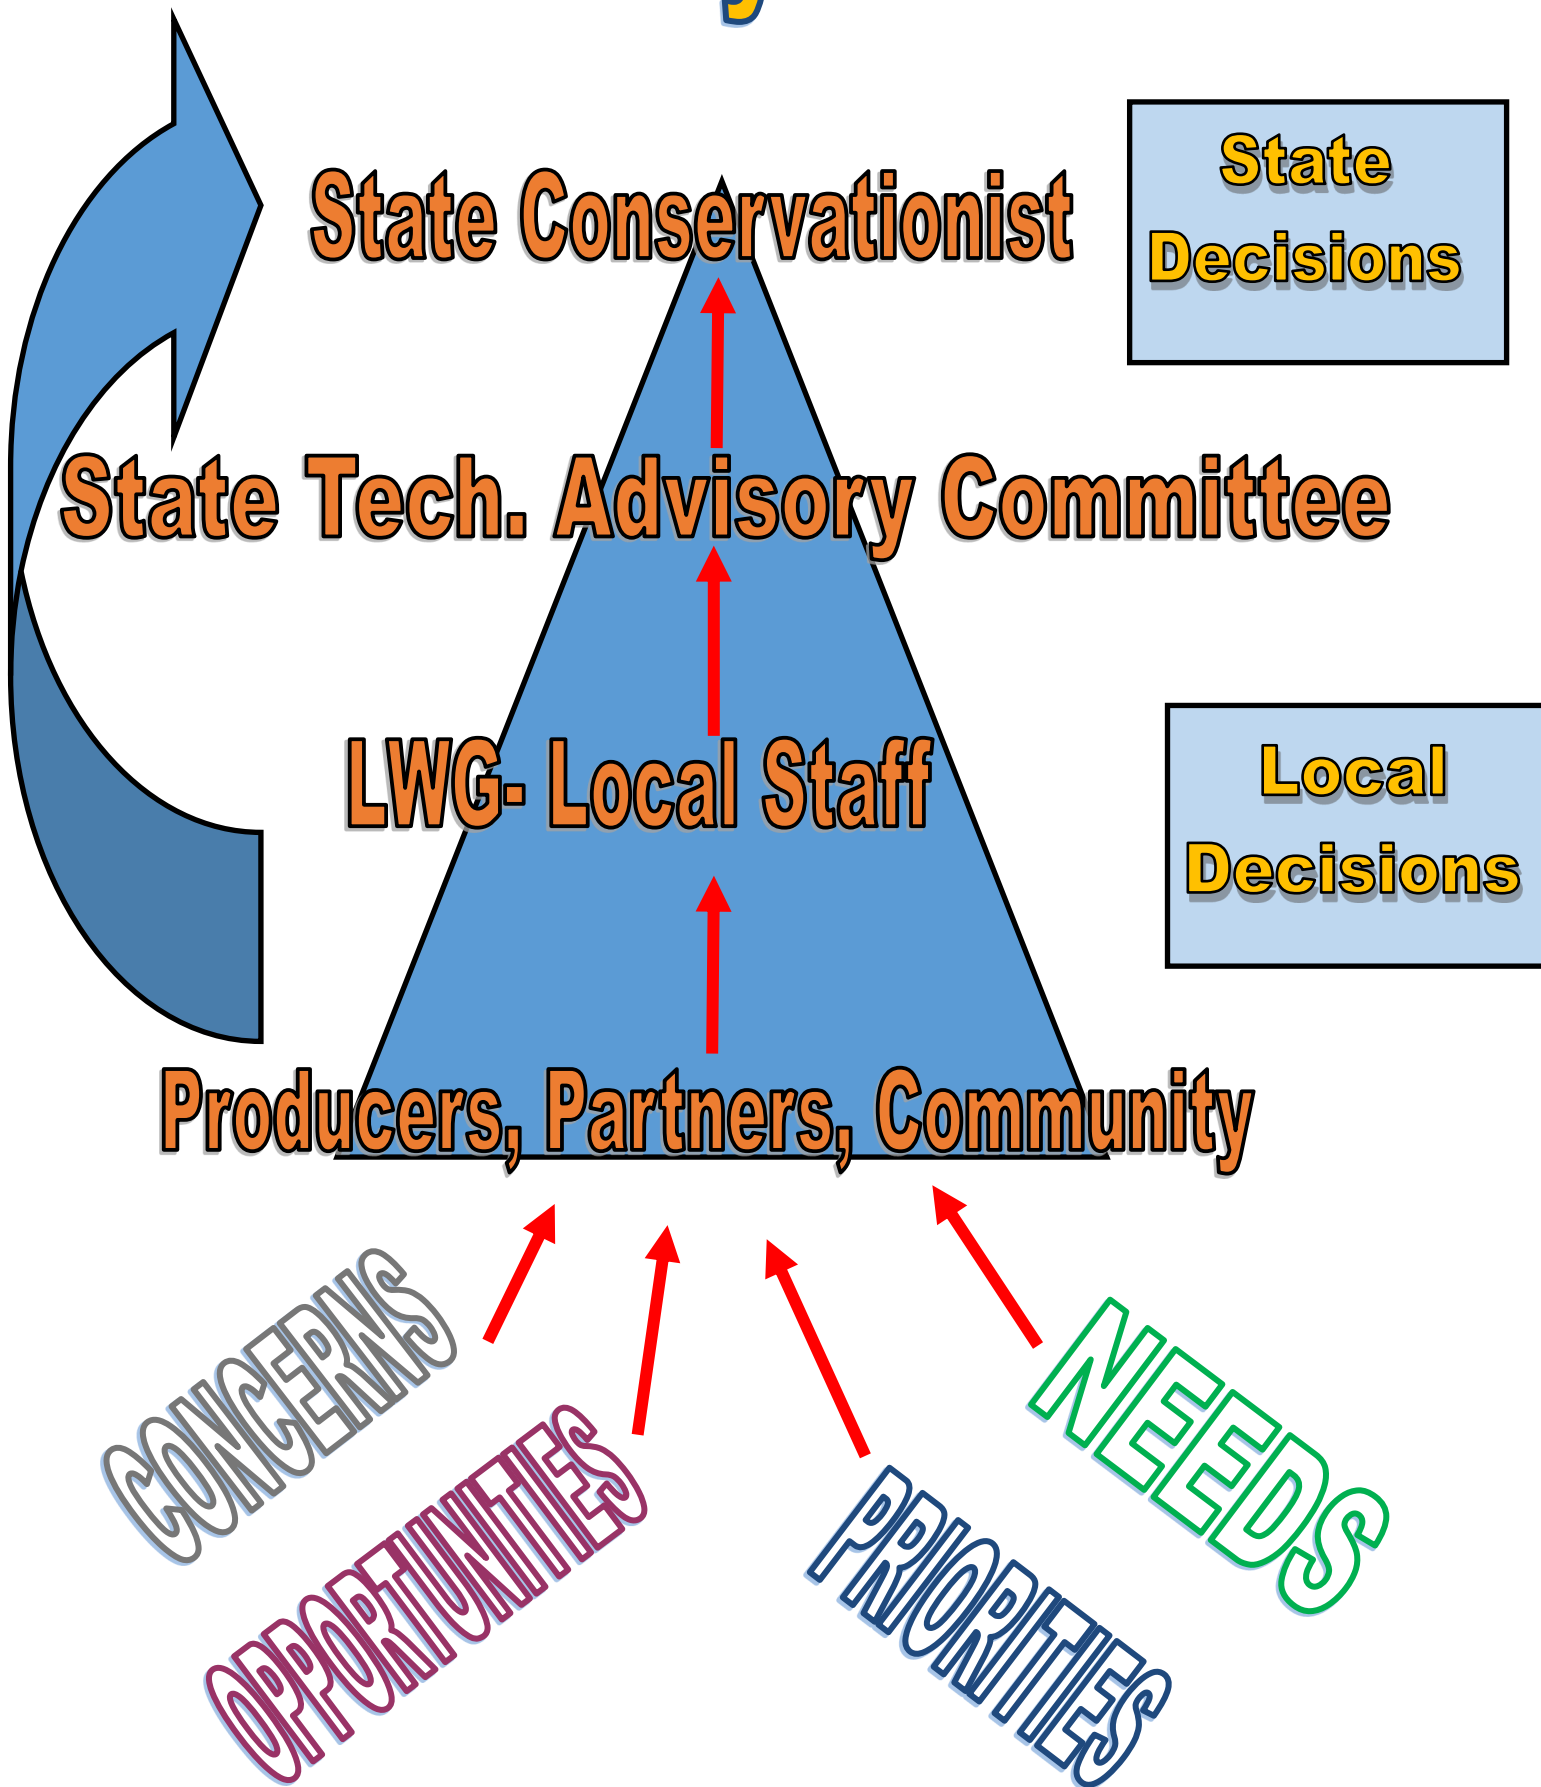 State Conservationist
State
Decisions
State Tech. Advisory Committee
LWG- Local Staff
Local
Decisions
Producers, Partners, Community
CONCERNS
OPPORTUNITIES
PRIORITIES
NEEDS